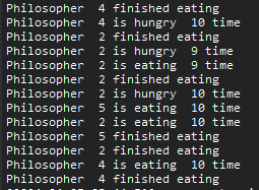 Philosopher  4 finished eating
Philosopher  4 is hungry  10 time
Philosopher  2 finished eating
Philosopher  2 is hungry  9 time
Philosopher  2 is eating  9 time
Philosopher  2 finished eating
Philosopher  2 is hungry  10 time
Philosopher  5 is eating  10 time
Philosopher  2 is eating  10 time
Philosopher  5 finished eating
Philosopher  2 finished eating
Philosopher  4 is eating  10 time
Philosopher  4 finished eating